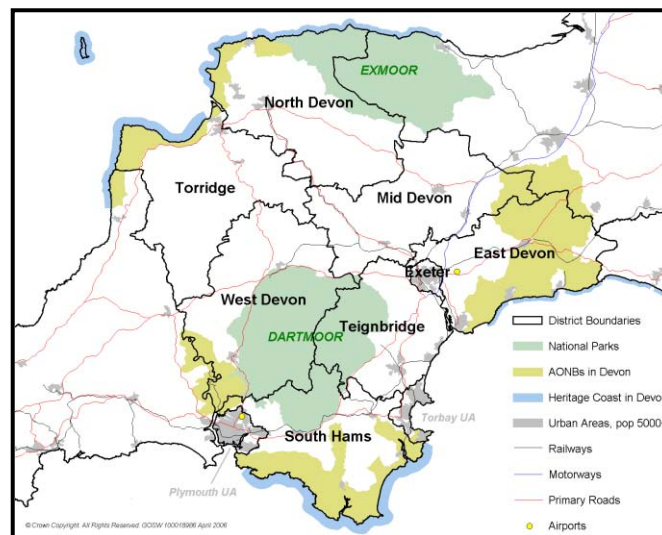 EXMOOR
North Devon
Torridge
Mid Devon
East Devon
Exeter
West Devon
Teignbridge
DARTMOOR
Torbay UA
South Hams
Plymouth UA
District Boundaries
National Parks
AONBs in Devon
Heritage Coast in Devo
Urban Areas, pop 5000
Railways
Motorways
Primary Roads
Airports
© Crown Copyright. All Rights Reserved. GOSW 100018986 April 2006